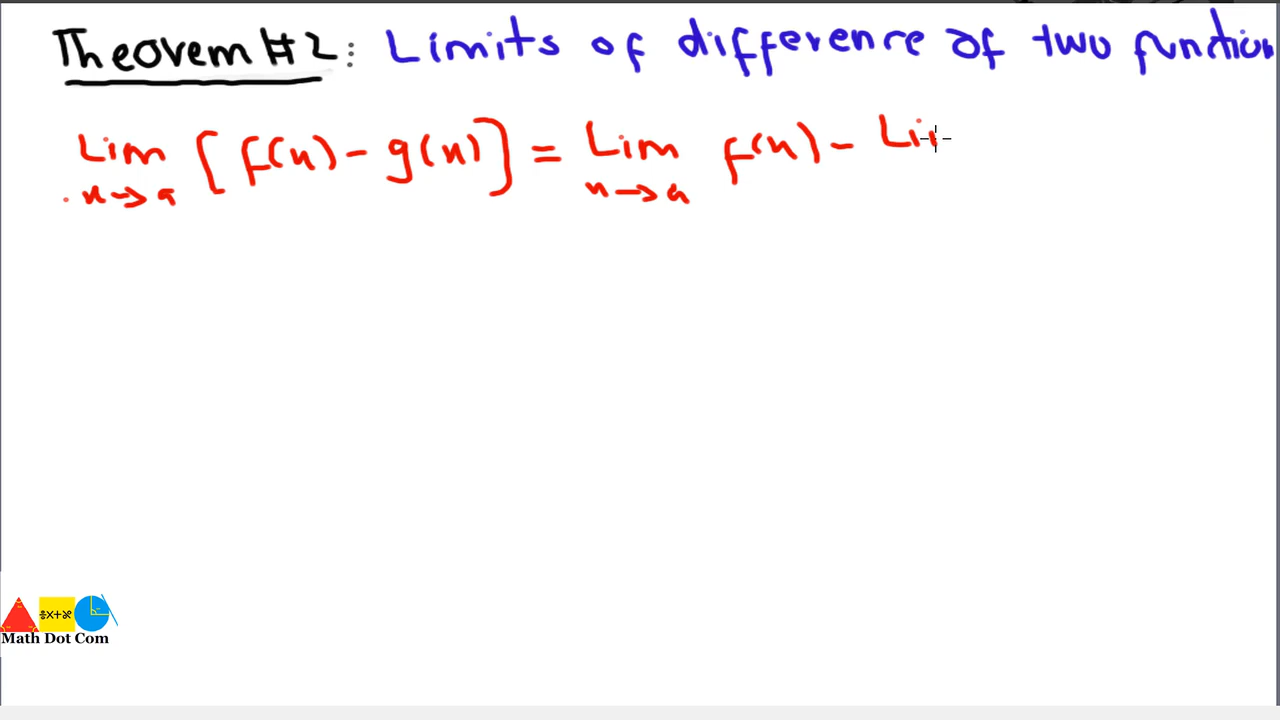 Theorem # 2: Limits of difference of two function
Lim [f(x) - g(x)] = Lim f(x) - Li
x→a x→a
÷x+%
Math Dot Com